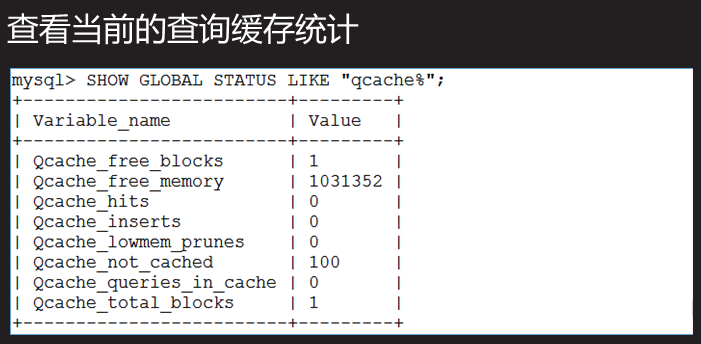 查看当前的查询缓存统计
mysql> SHOW GLOBAL STATUS LIKE "qcache%";
+-------------------------+---------+
| Variable_name           | Value   |
+-------------------------+---------+
| Qcache_free_blocks      | 1       |
| Qcache_free_memory      | 1031352 |
| Qcache_hits             | 0       |
| Qcache_inserts          | 0       |
| Qcache_lowmem_prunes    | 0       |
| Qcache_not_cached       | 100     |
| Qcache_queries_in_cache | 0       |
| Qcache_total_blocks     | 1       |
+-------------------------+---------+